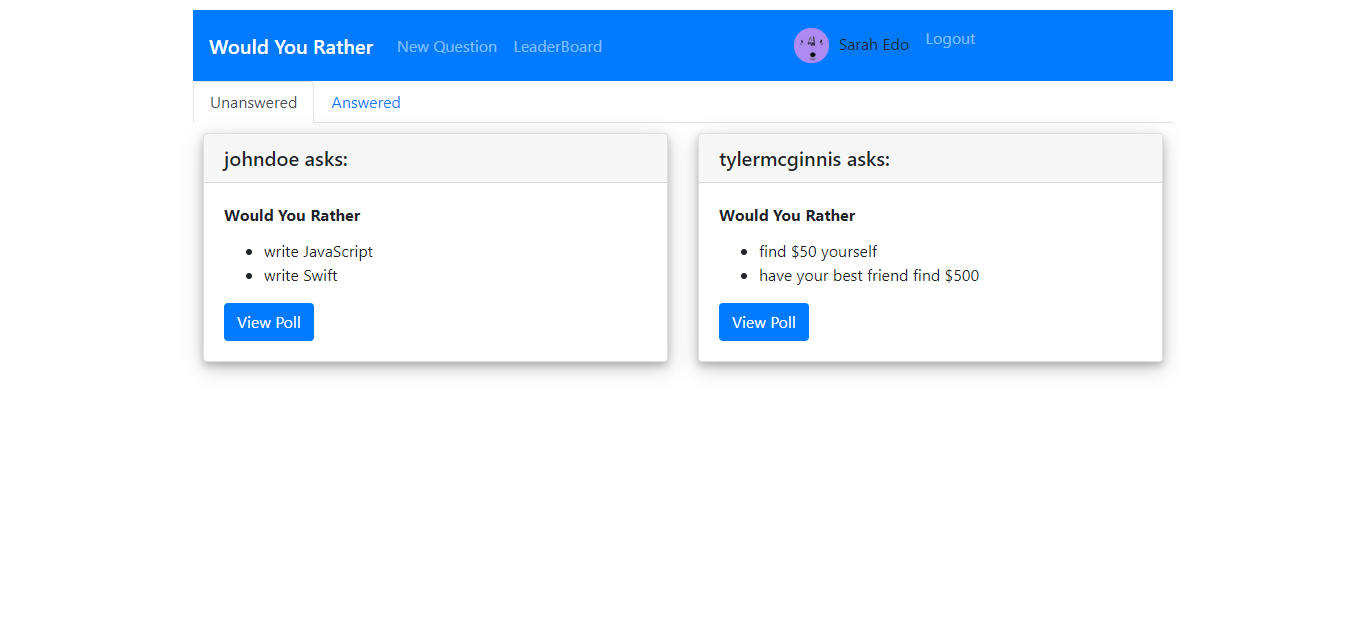 Would You Rather New Question LeaderBoard Sarah Edo Logout
Unanswered Answered
johndoe asks:
Would You Rather
write JavaScript
write Swift
View Poll
tylermcginnis asks:
Would You Rather
find $50 yourself
have your best friend find $500
View Poll